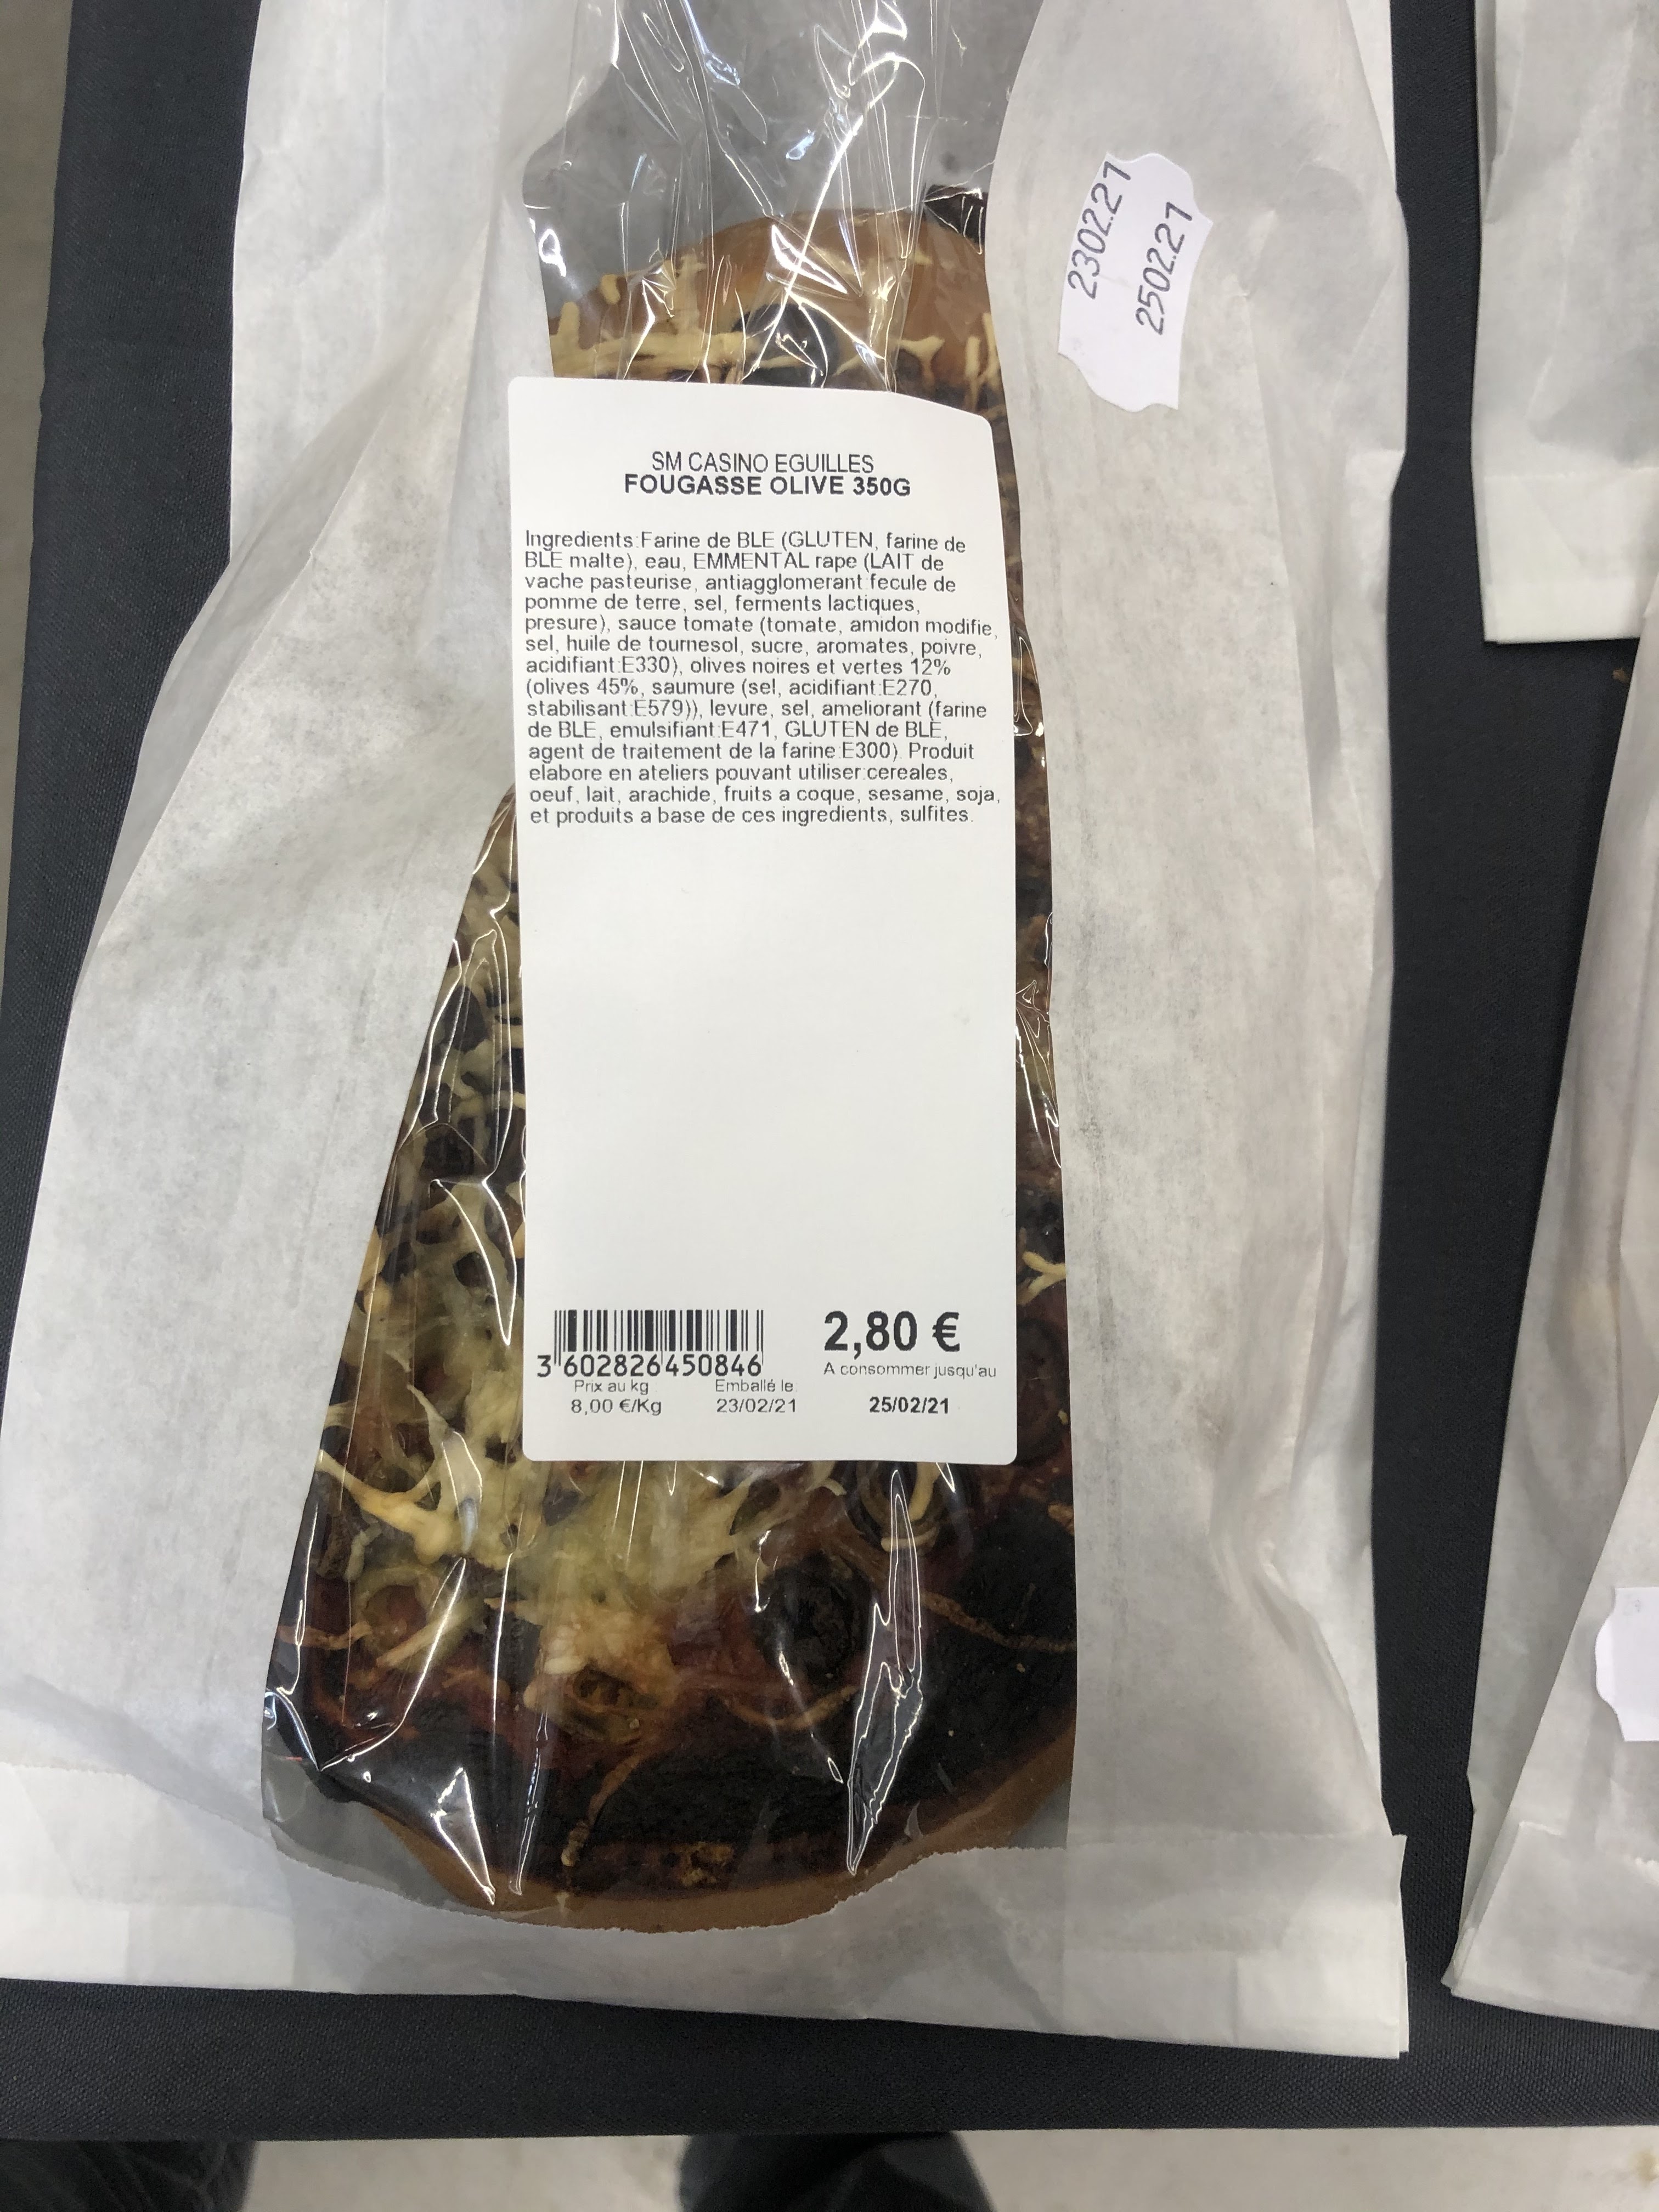 230221
250221
SM CASINO EGUILLES
FOUGASSE OLIVE 350G
Ingredients:Farine de BLE (GLUTEN, farine de
BLE malte), eau, EMMENTAL rape (LAIT de
vache pasteurise, antiagglomerant:fecule de
pomme de terre, sel, ferments lactiques,
presure), sauce tomate (tomate, amidon modifie,
sel, huile de tournesol, sucre, aromates, poivre,
acidifiant:E330), olives noires et vertes 12%
(olives 45%, saumure (sel, acidifiant:E270,
stabilisant:E579)), levure, sel, ameliorant (farine
de BLE, emulsifiant:E471, GLUTEN de BLE,
agent de traitement de la farine:E300). Produit
elabore en ateliers pouvant utiliser:cereales,
oeuf, lait, arachide, fruits a coque, sesame, soja,
et produits a base de ces ingredients, sulfites.
2,80 €
3 602826 450846
A consommer jusqu'au
Prix au kg Emballé le:
8,00 €/Kg 23/02/21 25/02/21